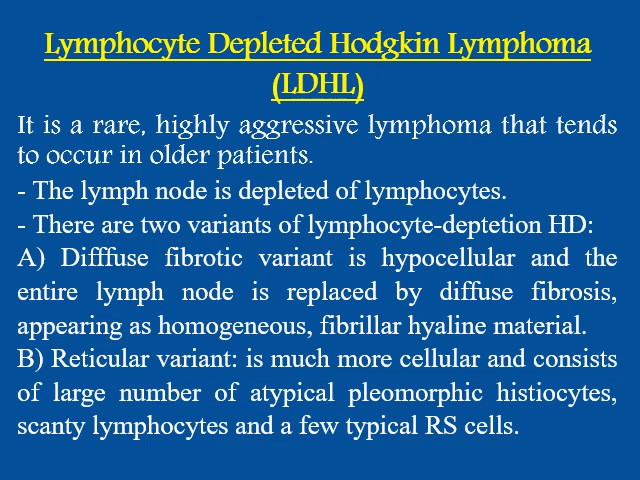 Lymphocyte Depleted Hodgkin Lymphoma
(LDHL)
It is a rare, highly aggressive lymphoma that tends
to occur in older patients.
- The lymph node is depleted of lymphocytes.
- There are two variants of lymphocyte-deptetion HD:
A) Difffuse fibrotic variant is hypocellular and the
entire lymph node is replaced by diffuse fibrosis,
appearing as homogeneous, fibrillar hyaline material.
B) Reticular variant: is much more cellular and consists
of large number of atypical pleomorphic histiocytes,
scanty lymphocytes and a few typical RS cells.